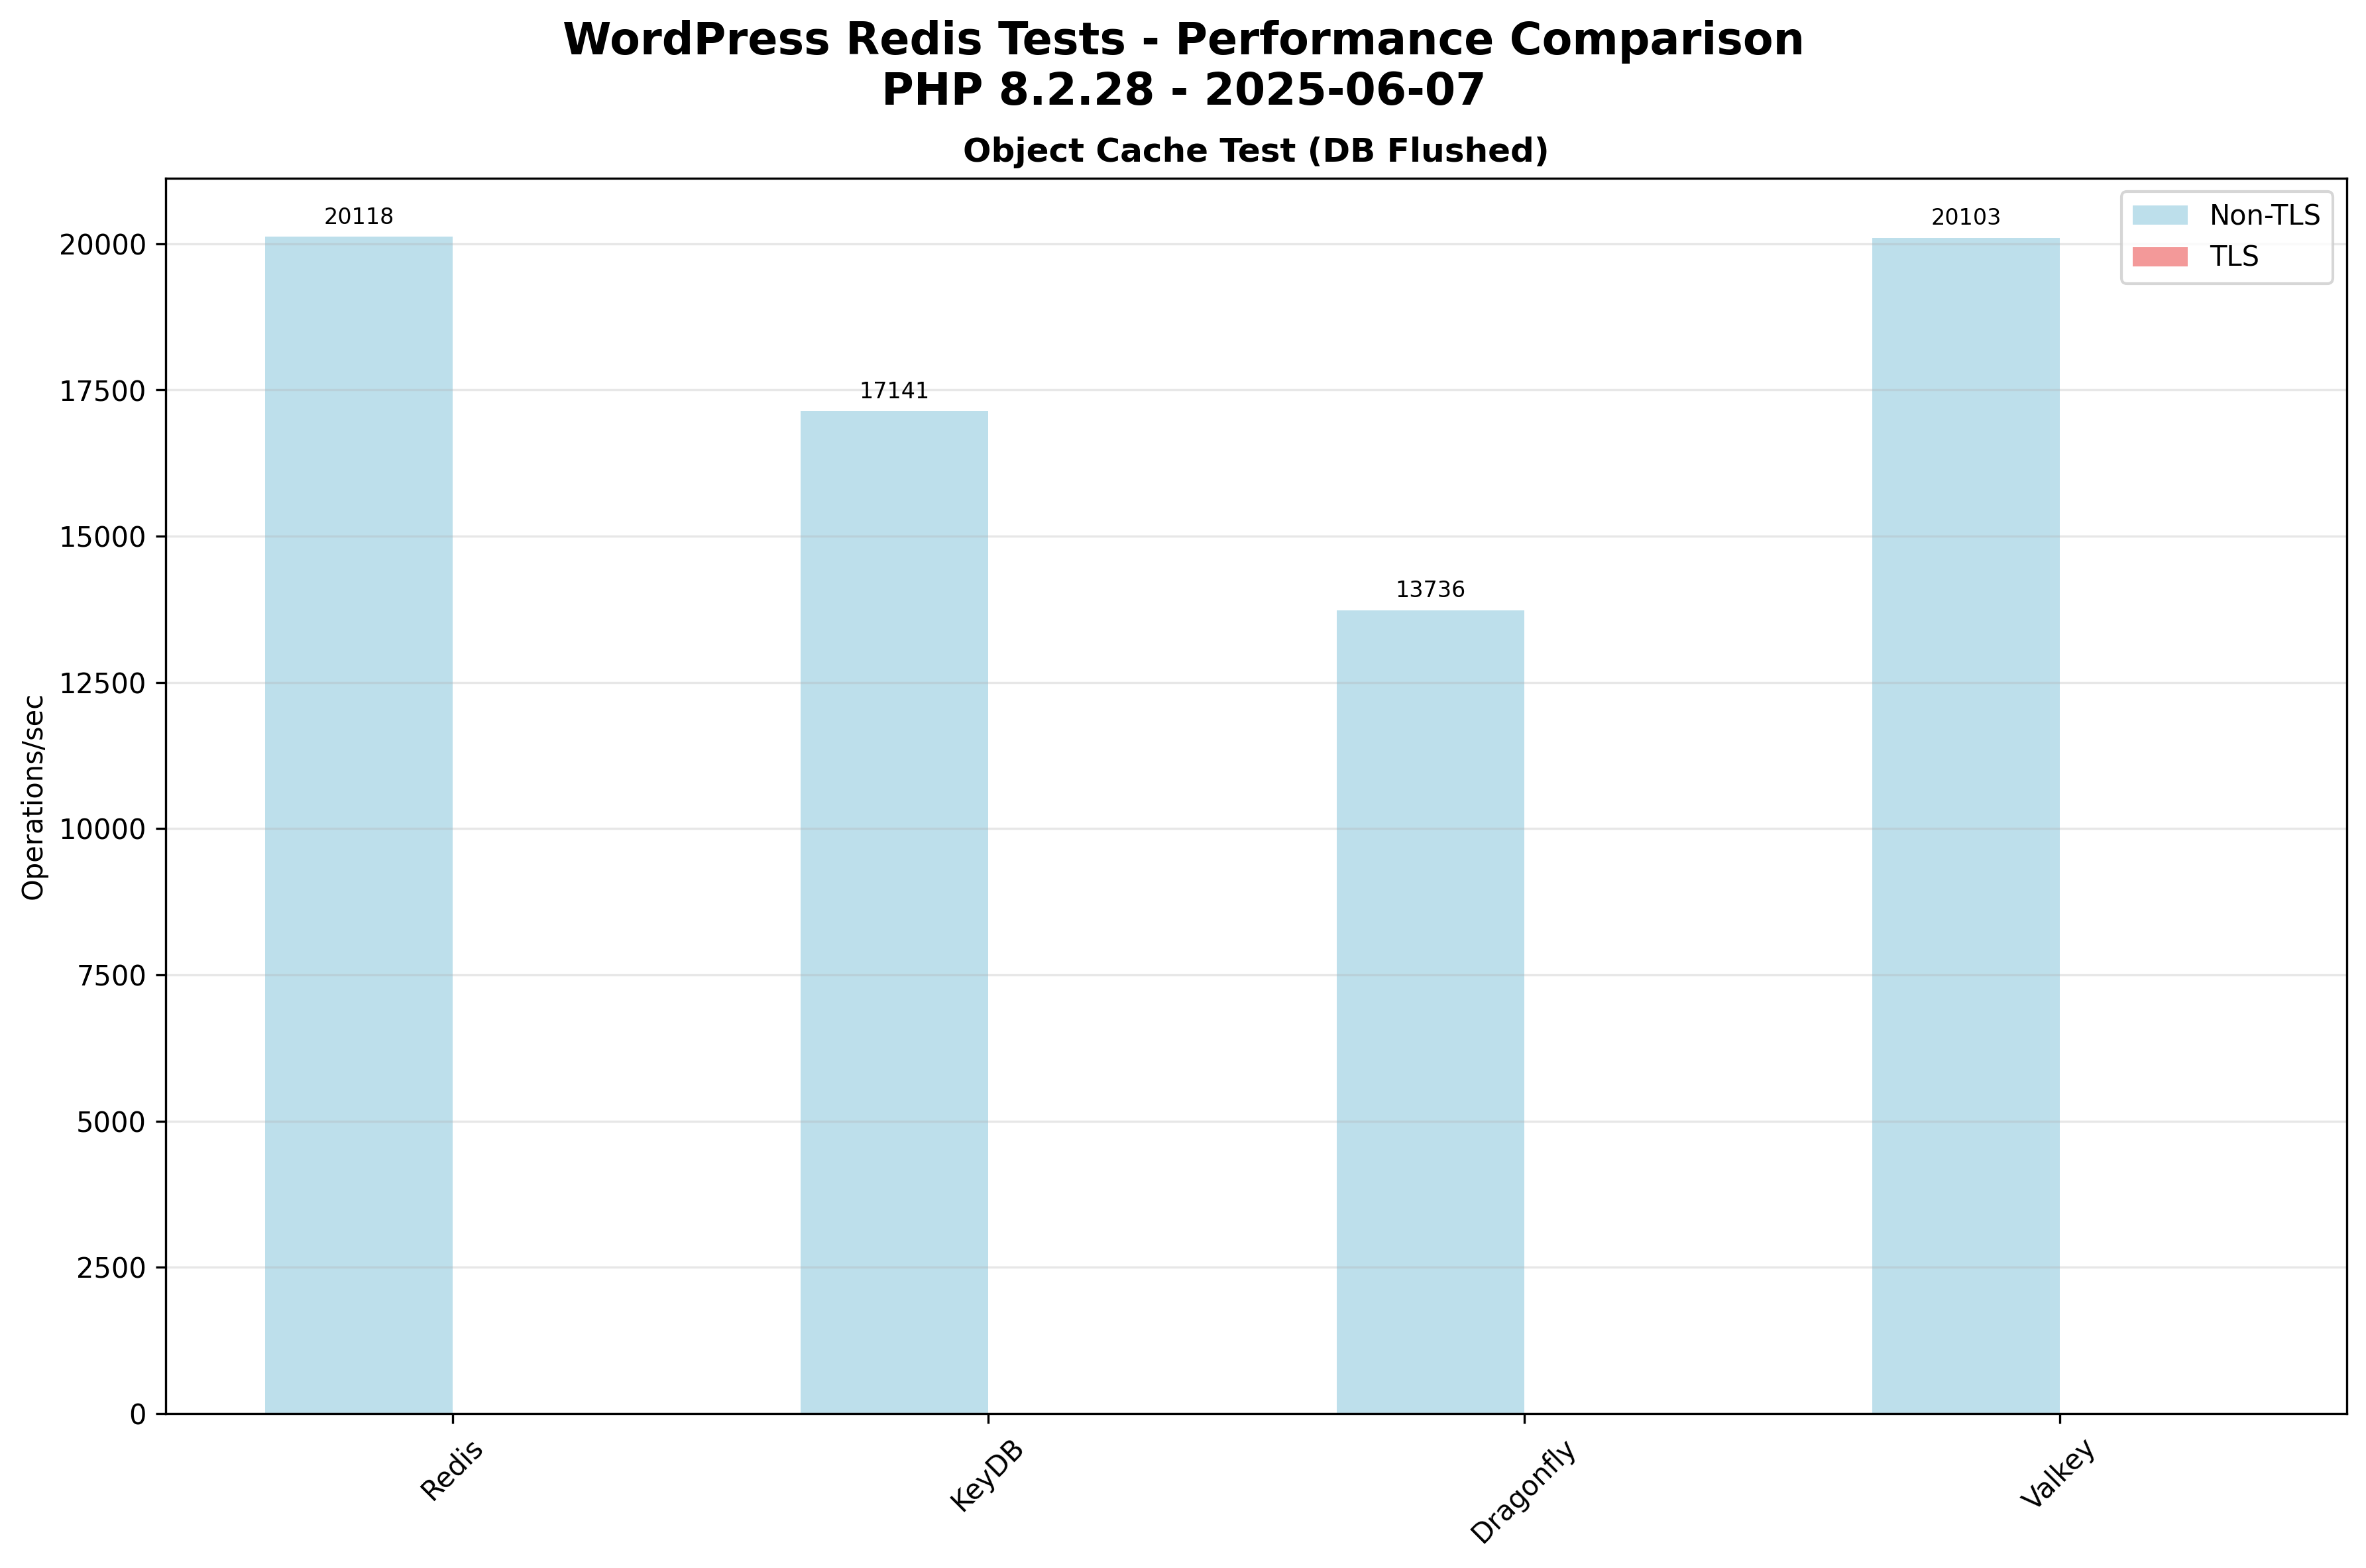 WordPress Redis Tests - Performance Comparison
PHP 8.2.28 - 2025-06-07
Object Cache Test (DB Flushed)
Non-TLS
TLS
20118
17141
13736
20103
20000
17500
15000
12500
10000
7500
5000
2500
0
Operations/sec
Redis
KeyDB
Dragonfly
Valkey